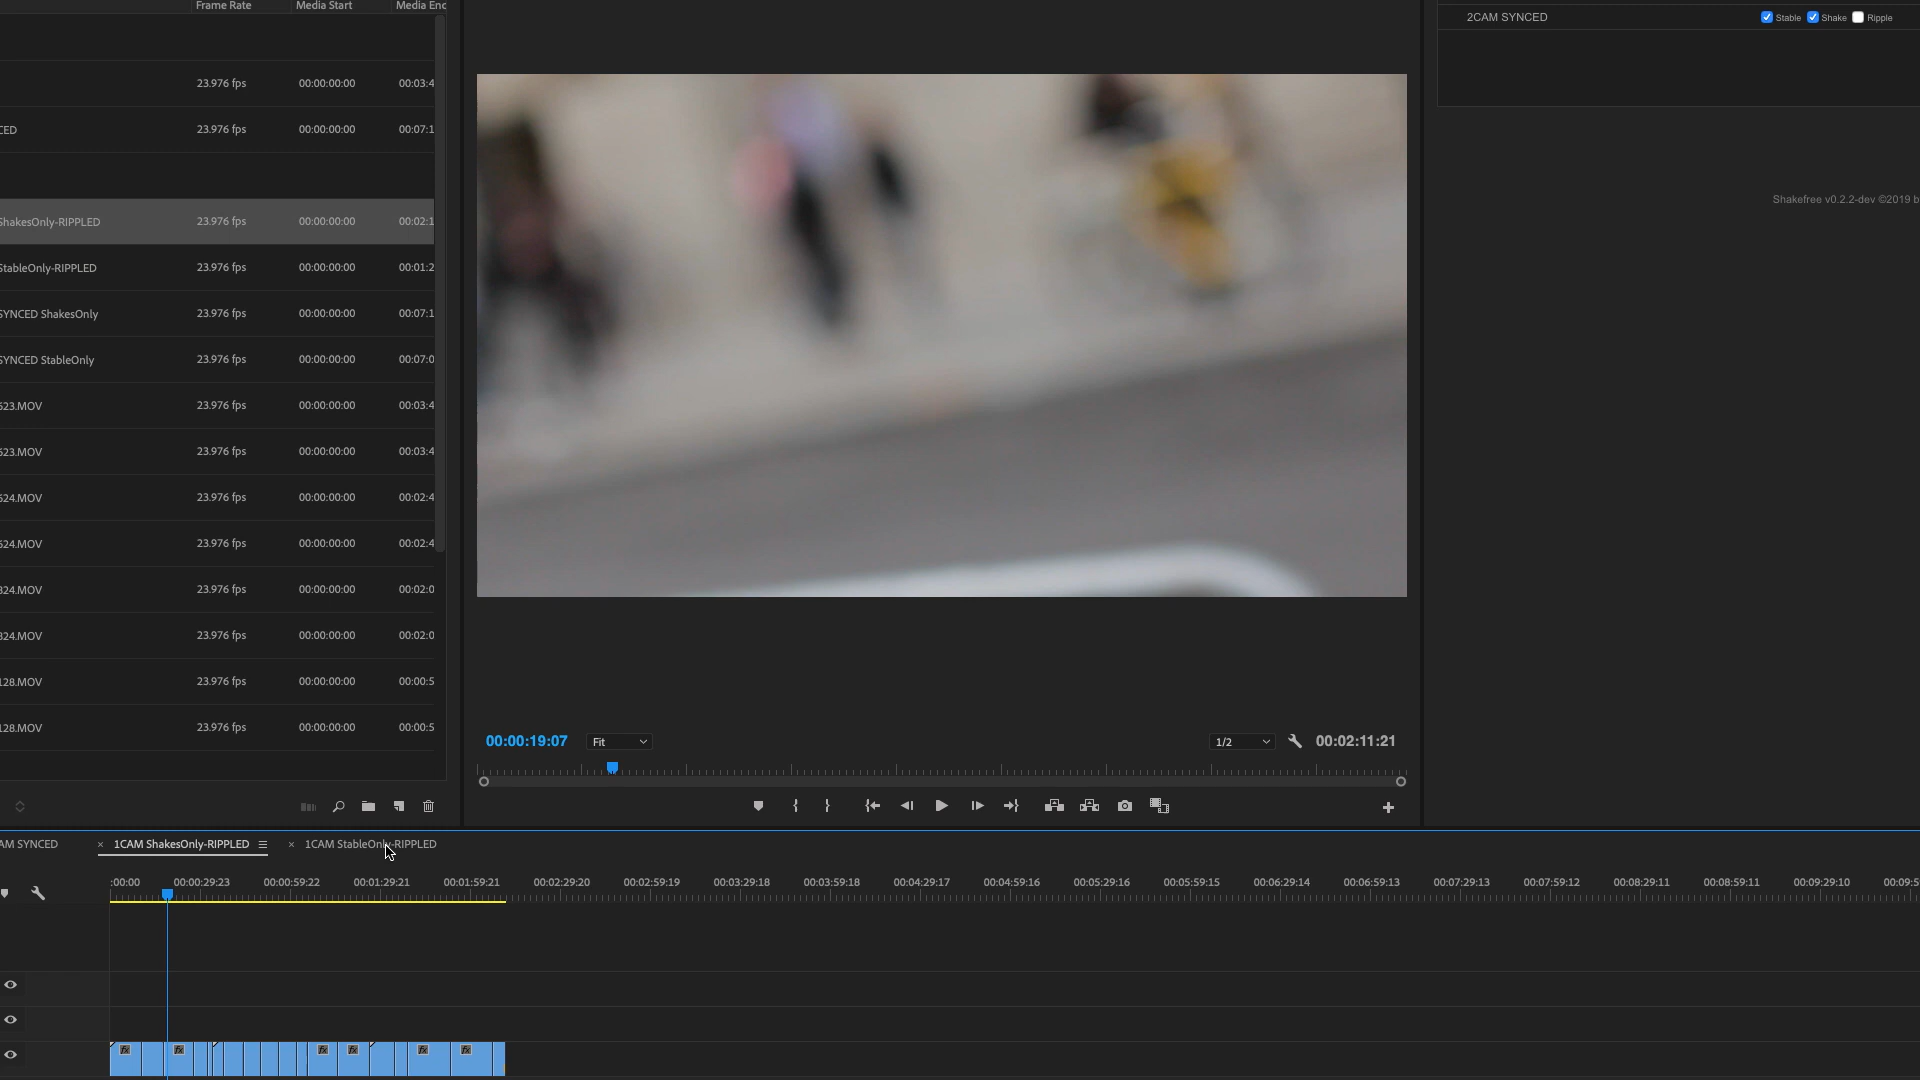 Frame Rate Media Start Media Enc
23.976 fps 00:00:00:00 00:03:4
CED 23.976 fps 00:00:00:00 00:07:1
ShakesOnly-RIPPLED 23.976 fps 00:00:00:00 00:02:1
StableOnly-RIPPLED 23.976 fps 00:00:00:00 00:01:2
SYNCED ShakesOnly 23.976 fps 00:00:00:00 00:07:1
SYNCED StableOnly 23.976 fps 00:00:00:00 00:07:0
523.MOV 23.976 fps 00:00:00:00 00:03:4
523.MOV 23.976 fps 00:00:00:00 00:03:4
524.MOV 23.976 fps 00:00:00:00 00:02:4
524.MOV 23.976 fps 00:00:00:00 00:02:4
324.MOV 23.976 fps 00:00:00:00 00:02:0
324.MOV 23.976 fps 00:00:00:00 00:02:0
128.MOV 23.976 fps 00:00:00:00 00:00:5
128.MOV 23.976 fps 00:00:00:00 00:00:5
2CAM SYNCED Stable Shake Ripple
Shakefree v0.2.2-dev ©2019 b
00:00:19:07 Fit 1/2 00:02:11:21
AM SYNCED × 1CAM ShakesOnly-RIPPLED × 1CAM StableOnly-RIPPLED
:00:00 00:00:29:23 00:00:59:22 00:01:29:21 00:01:59:21 00:02:29:20 00:02:59:19 00:03:29:18 00:03:59:18 00:04:29:17 00:04:59:16 00:05:29:16 00:05:59:15 00:06:29:14 00:06:59:13 00:07:29:13 00:07:59:12 00:08:29:11 00:08:59:11 00:09:29:10 00:09:5
fx fx fx fx fx fx